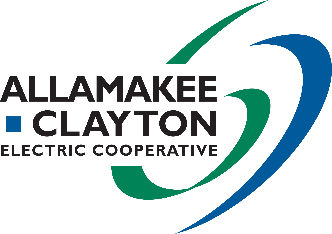 ALLAMAKEE
▪ CLAYTON
ELECTRIC COOPERATIVE